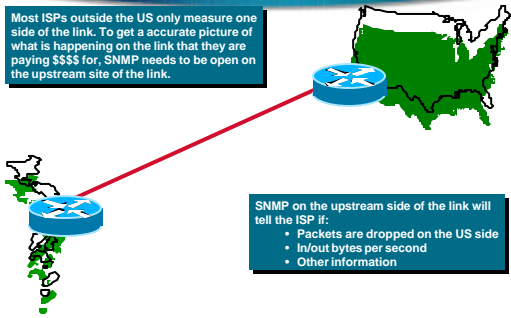 Most ISPs outside the US only measure one
side of the link. To get a accurate picture of
what is happening on the link that they are
paying $$$$ for, SNMP needs to be open on
the upstream site of the link.
SNMP on the upstream side of the link will
tell the ISP if:
• Packets are dropped on the US side
• In/out bytes per second
• Other information